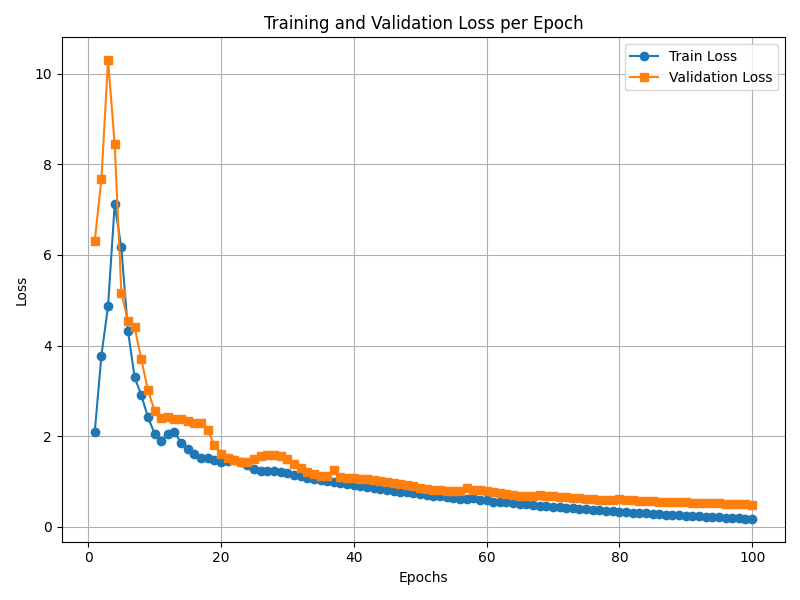 Training and Validation Loss per Epoch
Train Loss
Validation Loss
10
8
6
4
2
0
Loss
0 20 40 60 80 100
Epochs